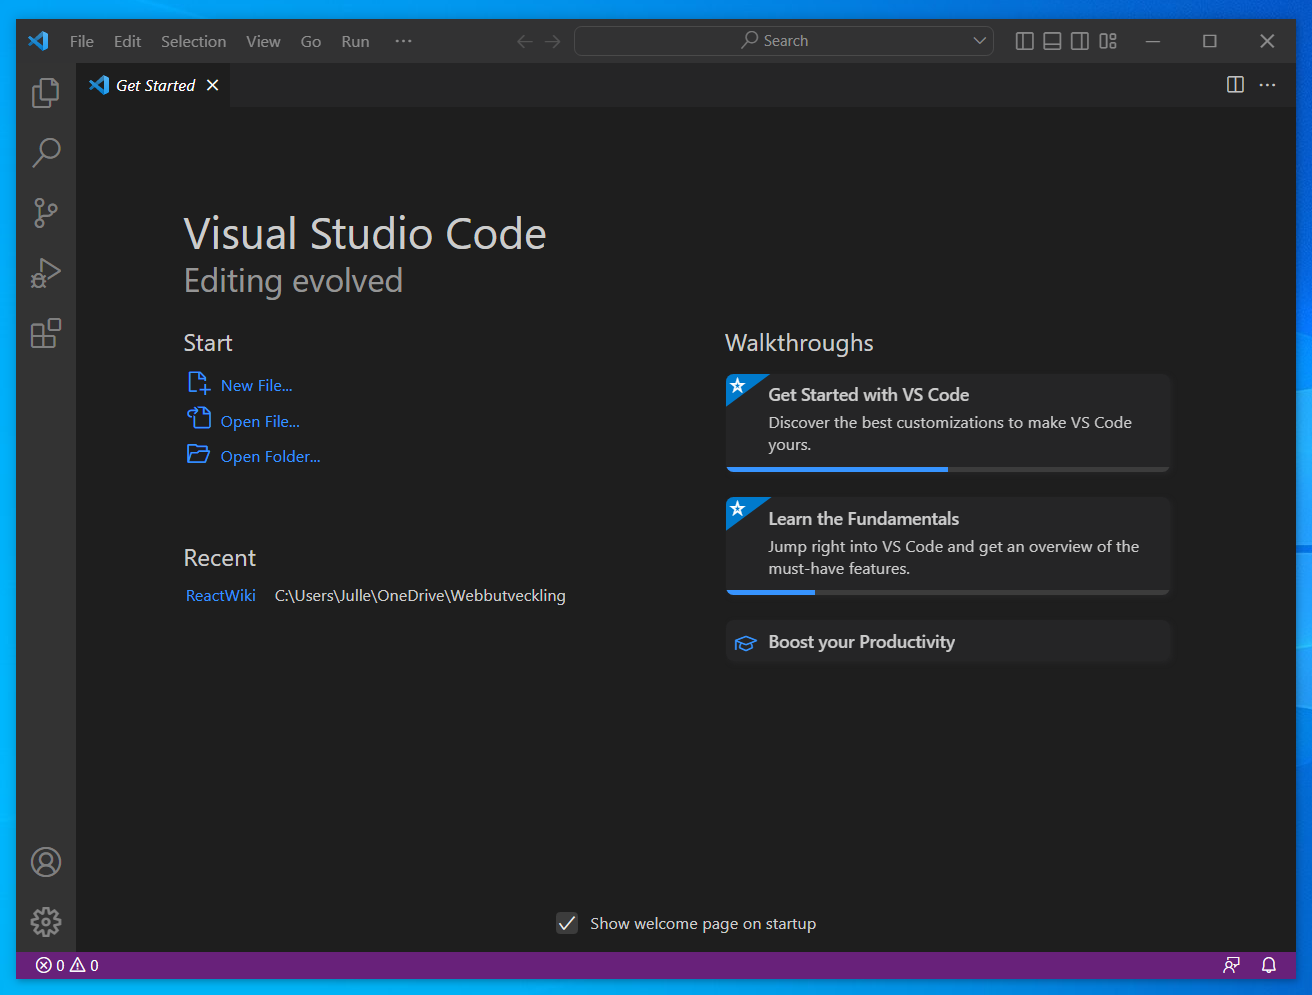 File Edit Selection View Go Run ···
Search
Get Started
Visual Studio Code
Editing evolved
Start
New File...
Open File...
Open Folder...
Recent
ReactWiki C:\Users\Julle\OneDrive\Webbutveckling
Walkthroughs
Get Started with VS Code
Discover the best customizations to make VS Code
yours.
Learn the Fundamentals
Jump right into VS Code and get an overview of the
must-have features.
Boost your Productivity
Show welcome page on startup
0 0